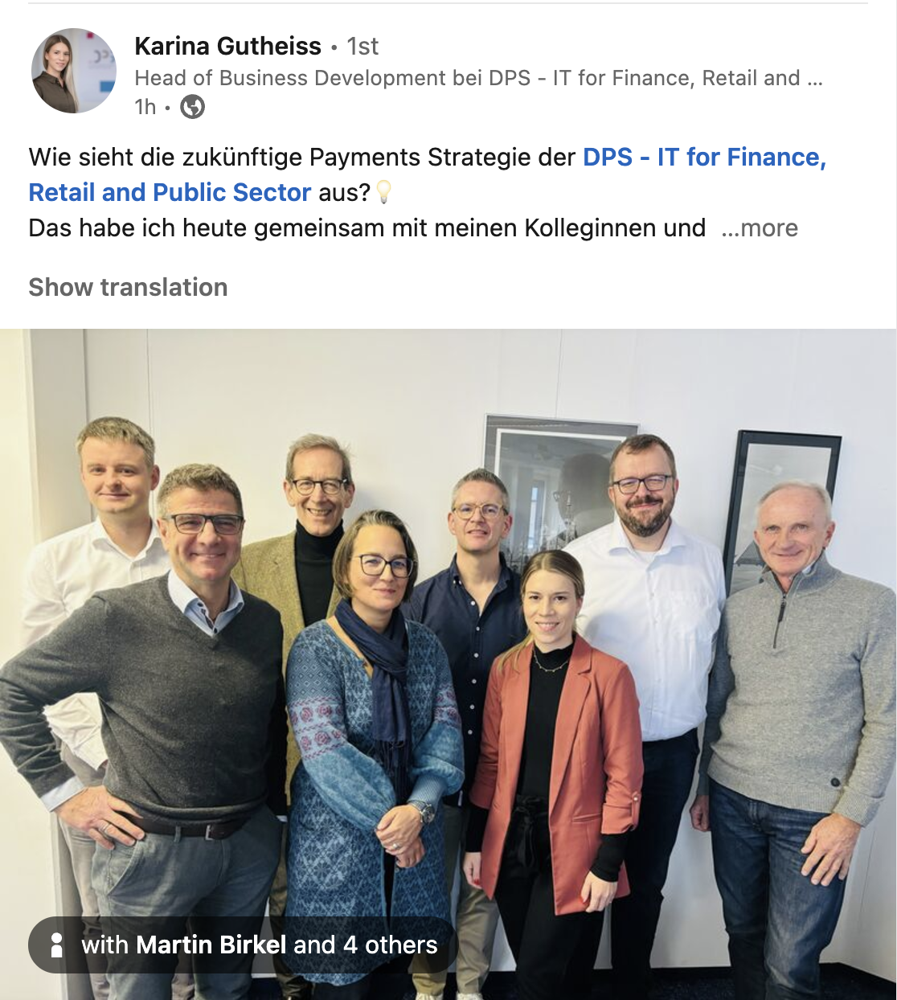 Karina Gutheiss • 1st
Head of Business Development bei DPS - IT for Finance, Retail and ...
1h •
Wie sieht die zukünftige Payments Strategie der DPS - IT for Finance,
Retail and Public Sector aus?💡
Das habe ich heute gemeinsam mit meinen Kolleginnen und ...more
Show translation
with Martin Birkel and 4 others